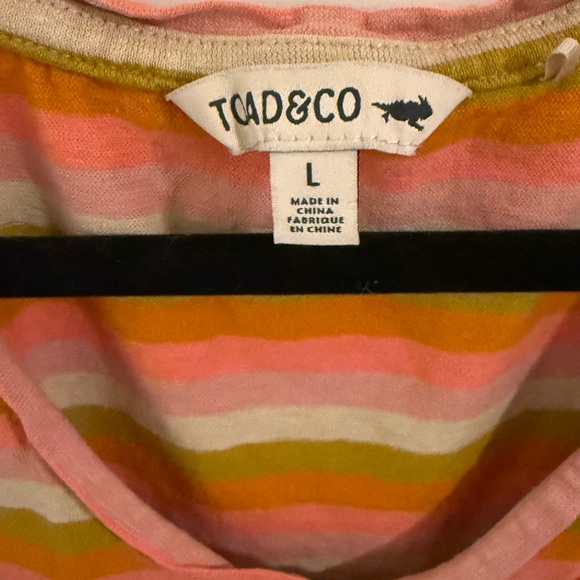 TOAD&CO
L
MADE IN
CHINA
FABRIQUE
EN CHINE